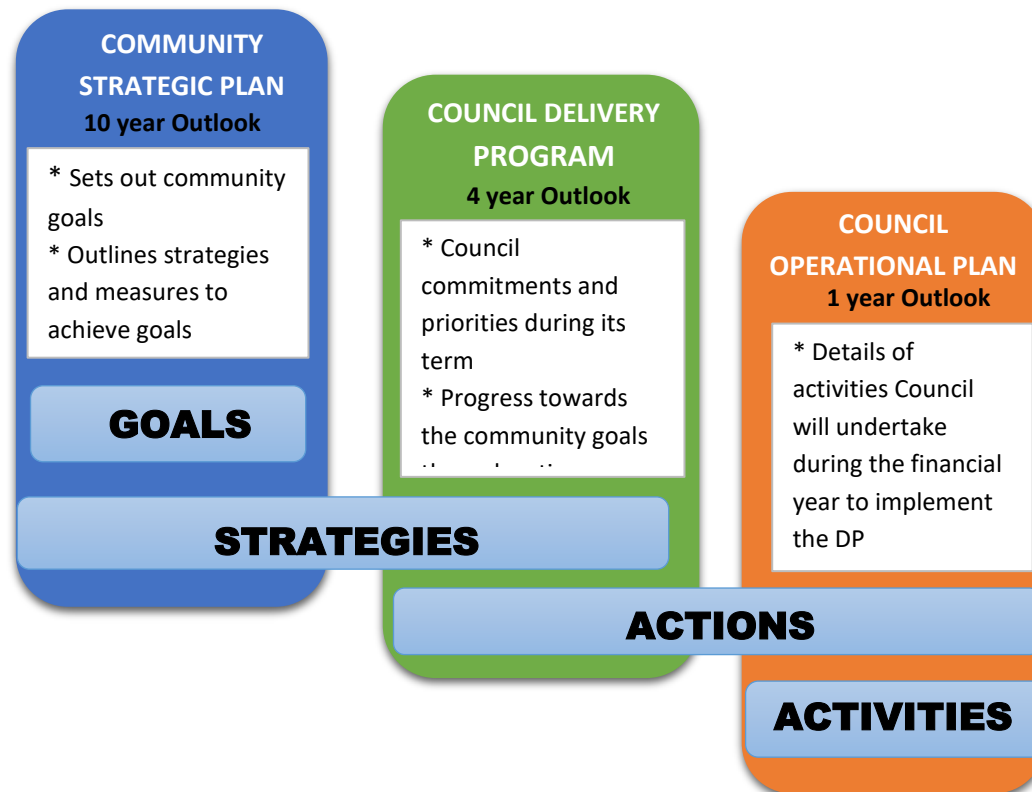 COMMUNITY
STRATEGIC PLAN
10 year Outlook
* Sets out community
goals
* Outlines strategies
and measures to
achieve goals
GOALS
COUNCIL DELIVERY
PROGRAM
4 year Outlook
* Council
commitments and
priorities during its
term
* Progress towards
the community goals
STRATEGIES
COUNCIL
OPERATIONAL PLAN
1 year Outlook
* Details of
activities Council
will undertake
during the financial
year to implement
the DP
ACTIONS
ACTIVITIES